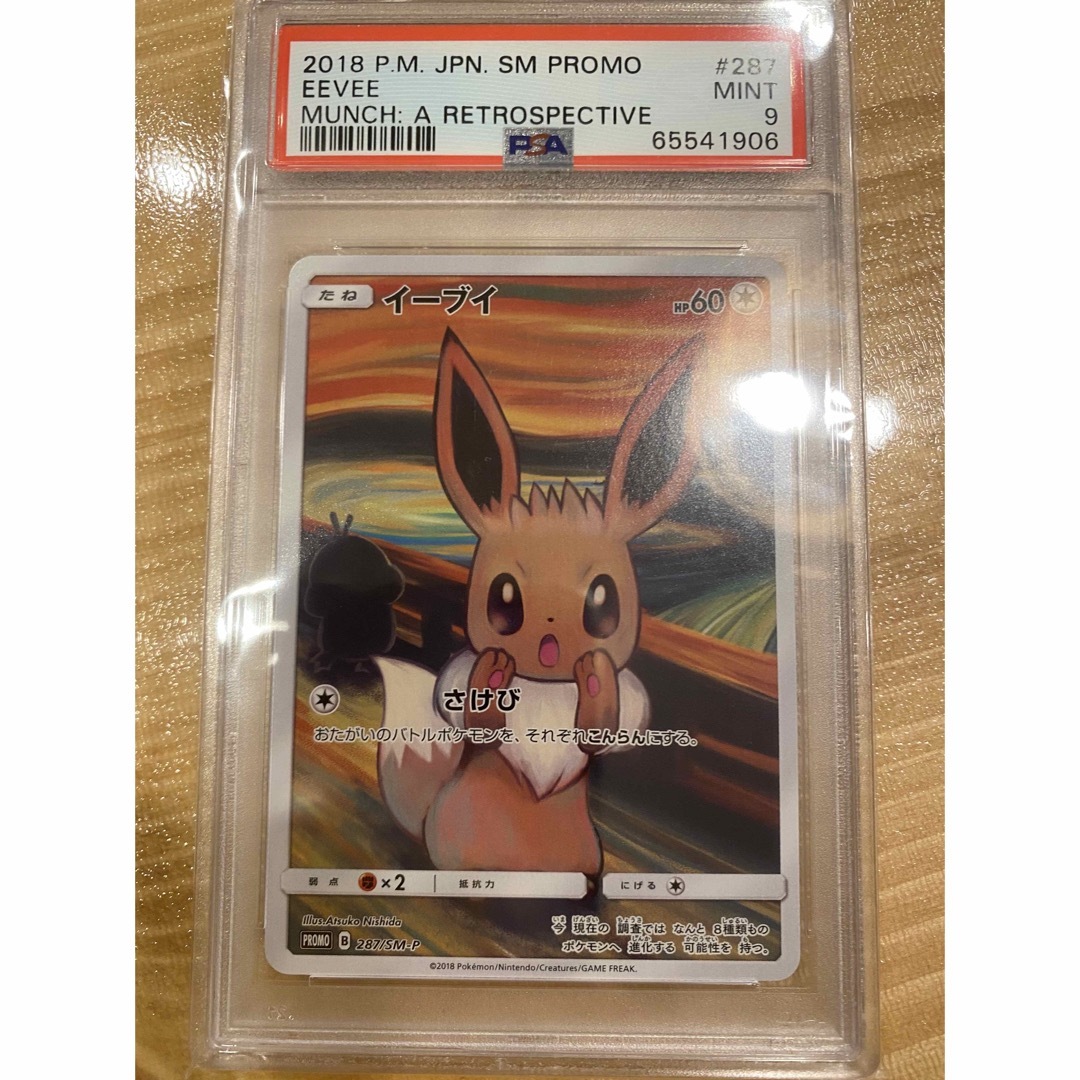 2018 P.M. JPN. SM PROMO #287
EEVEE MINT
MUNCH: A RETROSPECTIVE 9
PSA 65541906
たね イーブイ HP60
さけび
おたがいのバトルポケモンを、それぞれこんらんにする。
弱点 ×2 抵抗力 にげる
Illus.Atsuko Nishida
今 現在の 調査では なんと 8種類もの
ポケモンへ 進化する 可能性を 持つ。
PROMO B 287/SM-P
©2018 Pokémon/Nintendo/Creatures/GAME FREAK.